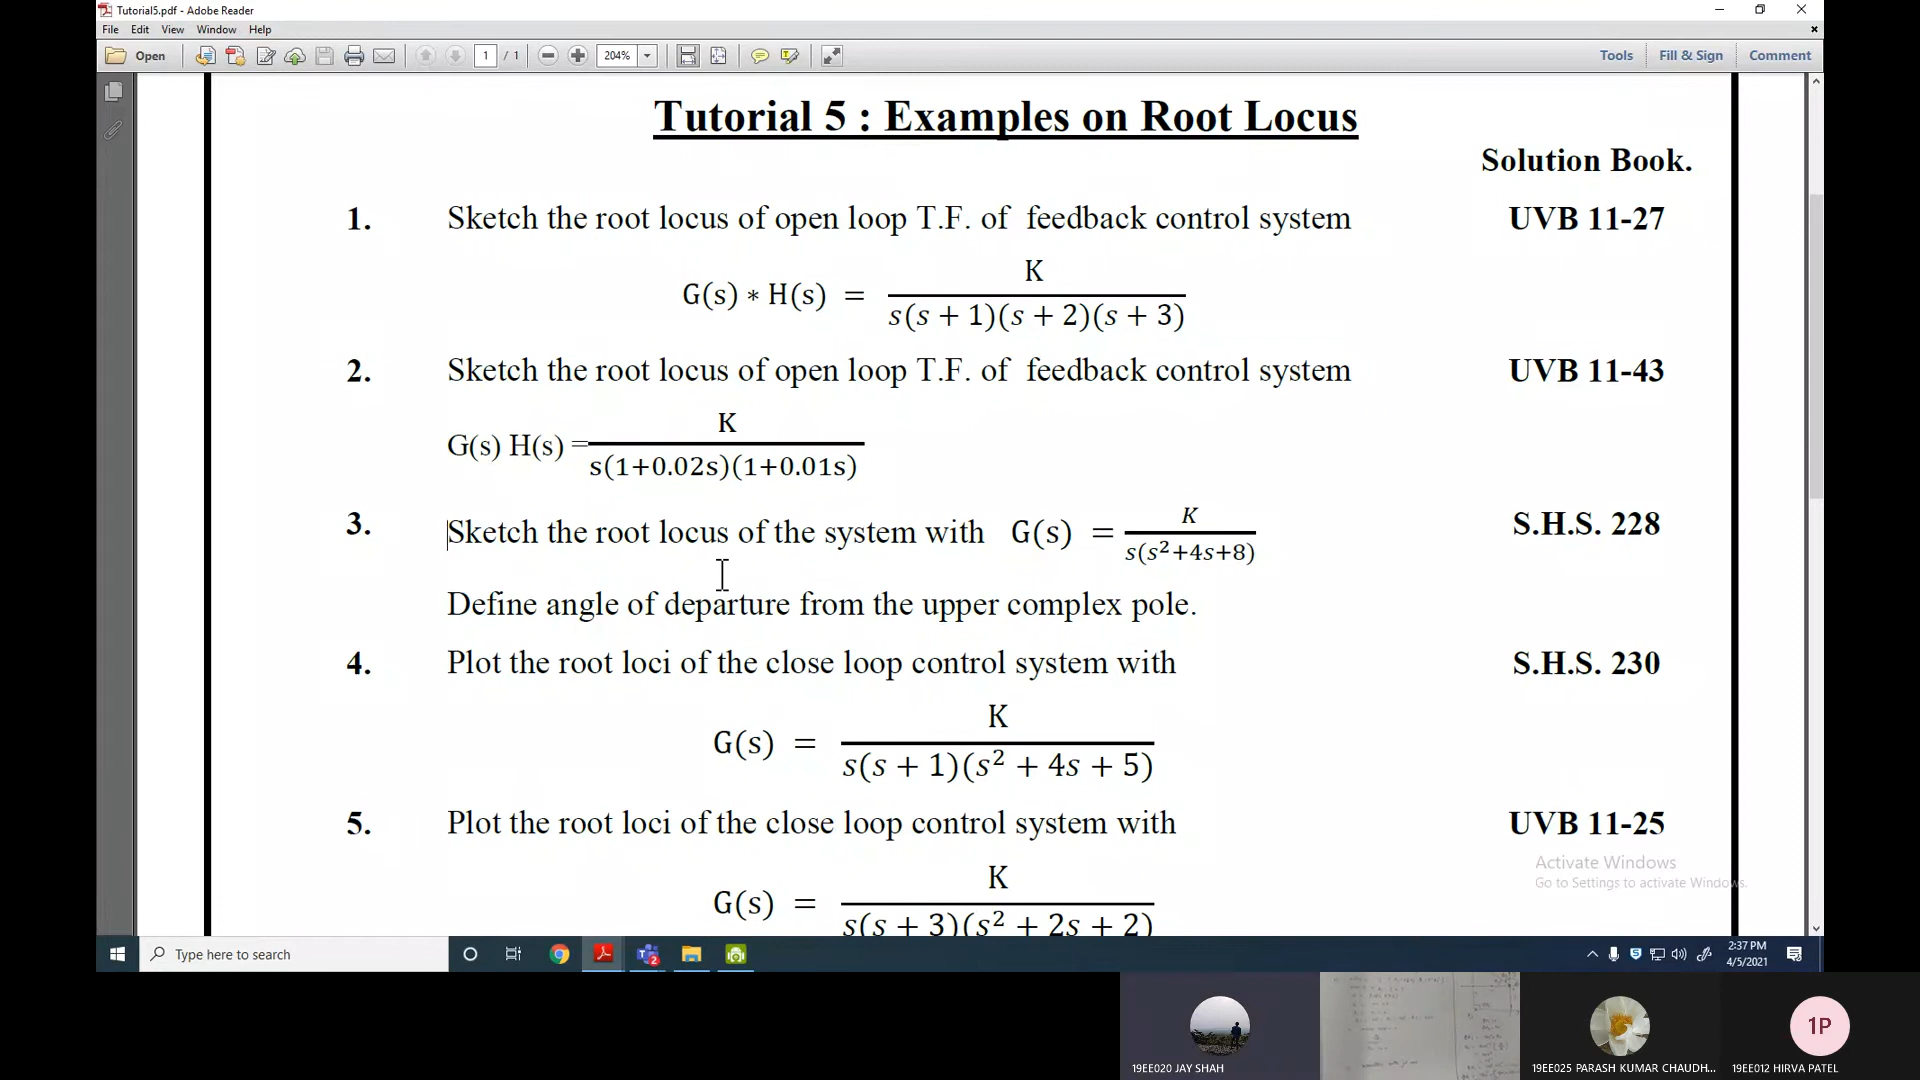 Tutorial5.pdf - Adobe Reader
File Edit View Window Help
Open 1 / 1 204% Tools Fill & Sign Comment
Tutorial 5 : Examples on Root Locus
Solution Book.
1. Sketch the root locus of open loop T.F. of feedback control system UVB 11-27
G(s) ∗ H(s) = K / s(s + 1)(s + 2)(s + 3)
2. Sketch the root locus of open loop T.F. of feedback control system UVB 11-43
G(s) H(s) = K / s(1+0.02s)(1+0.01s)
3. Sketch the root locus of the system with G(s) = K / s(s²+4s+8) S.H.S. 228
Define angle of departure from the upper complex pole.
4. Plot the root loci of the close loop control system with S.H.S. 230
G(s) = K / s(s + 1)(s² + 4s + 5)
5. Plot the root loci of the close loop control system with UVB 11-25
G(s) = K / s(s + 3)(s² + 2s + 2)
Activate Windows
Go to Settings to activate Windows.
Type here to search
2:37 PM
4/5/2021
1P
19EE020 JAY SHAH 19EE025 PARASH KUMAR CHAUDH... 19EE012 HIRVA PATEL